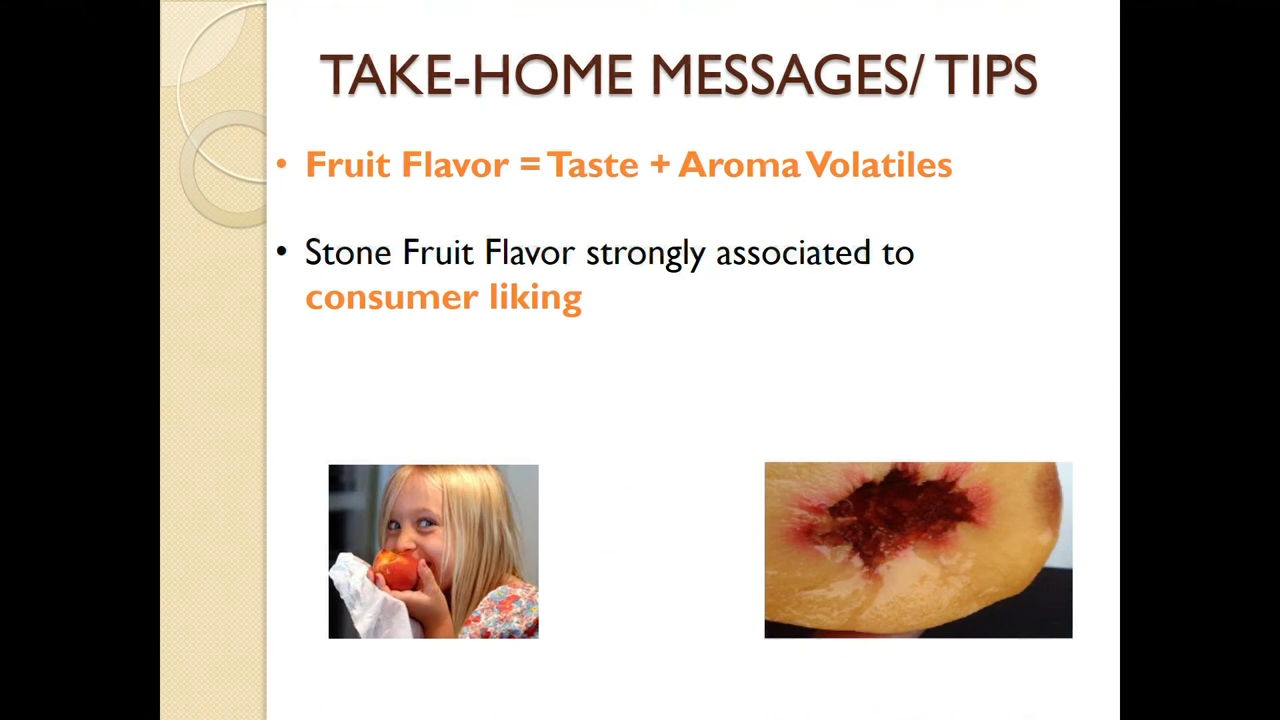 TAKE-HOME MESSAGES/ TIPS
• Fruit Flavor = Taste + Aroma Volatiles
• Stone Fruit Flavor strongly associated to
consumer liking